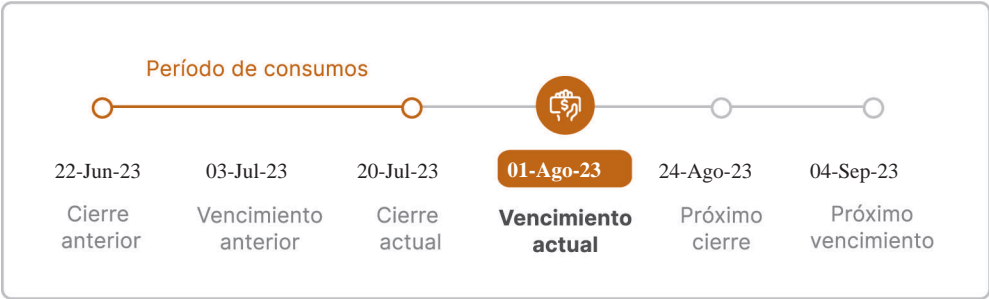 Período de consumos
$
22-Jun-23 03-Jul-23 20-Jul-23 01-Ago-23 24-Ago-23 04-Sep-23
Cierre Vencimiento Cierre Vencimiento Próximo Próximo
anterior anterior actual actual cierre vencimiento